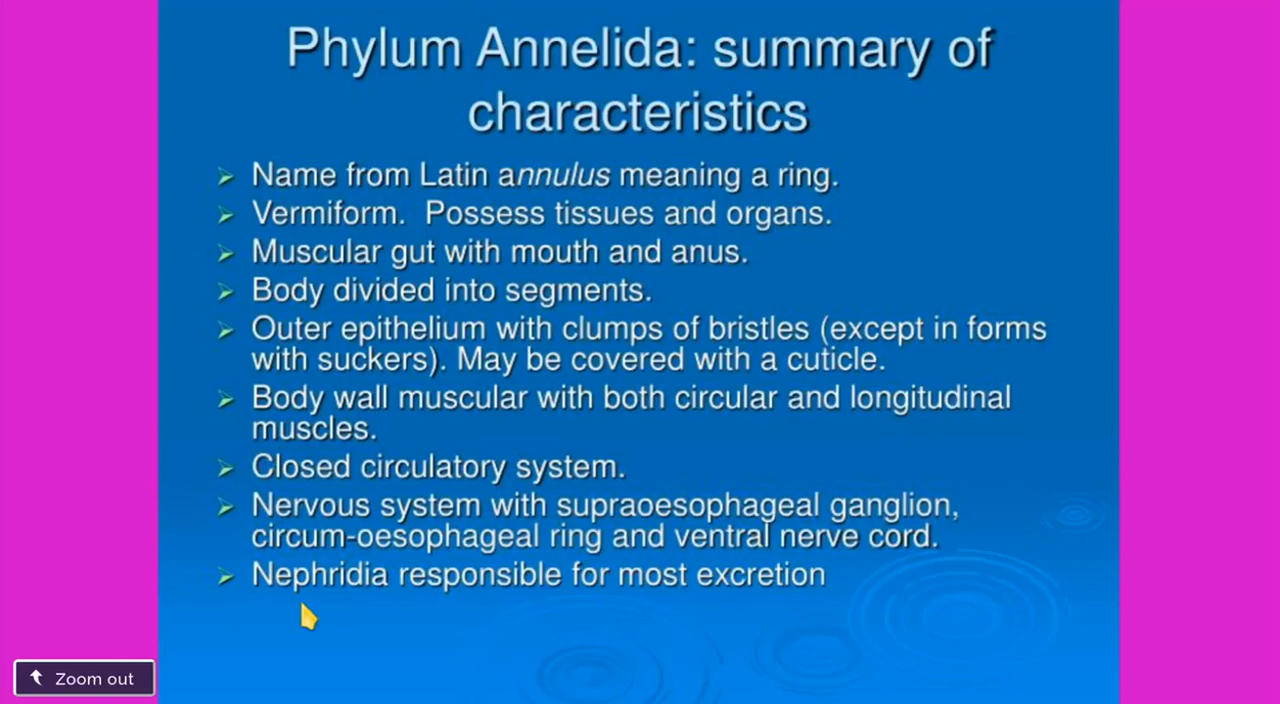 Phylum Annelida: summary of
characteristics
Name from Latin annulus meaning a ring.
Vermiform. Possess tissues and organs.
Muscular gut with mouth and anus.
Body divided into segments.
Outer epithelium with clumps of bristles (except in forms
with suckers). May be covered with a cuticle.
Body wall muscular with both circular and longitudinal
muscles.
Closed circulatory system.
Nervous system with supraoesophageal ganglion,
circum-oesophageal ring and ventral nerve cord.
Nephridia responsible for most excretion
Zoom out